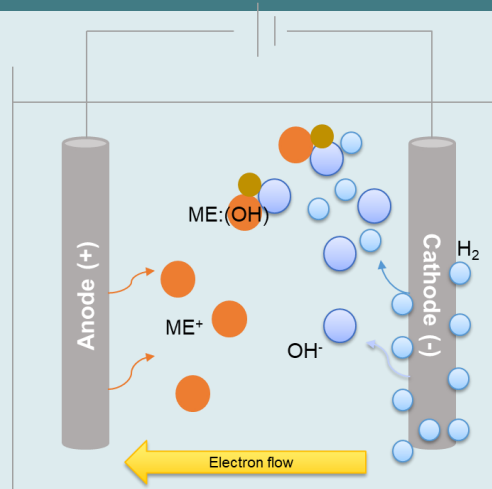 ME:(OH)
H₂
Anode (+)
Cathode (-)
ME⁺
OH⁻
Electron flow